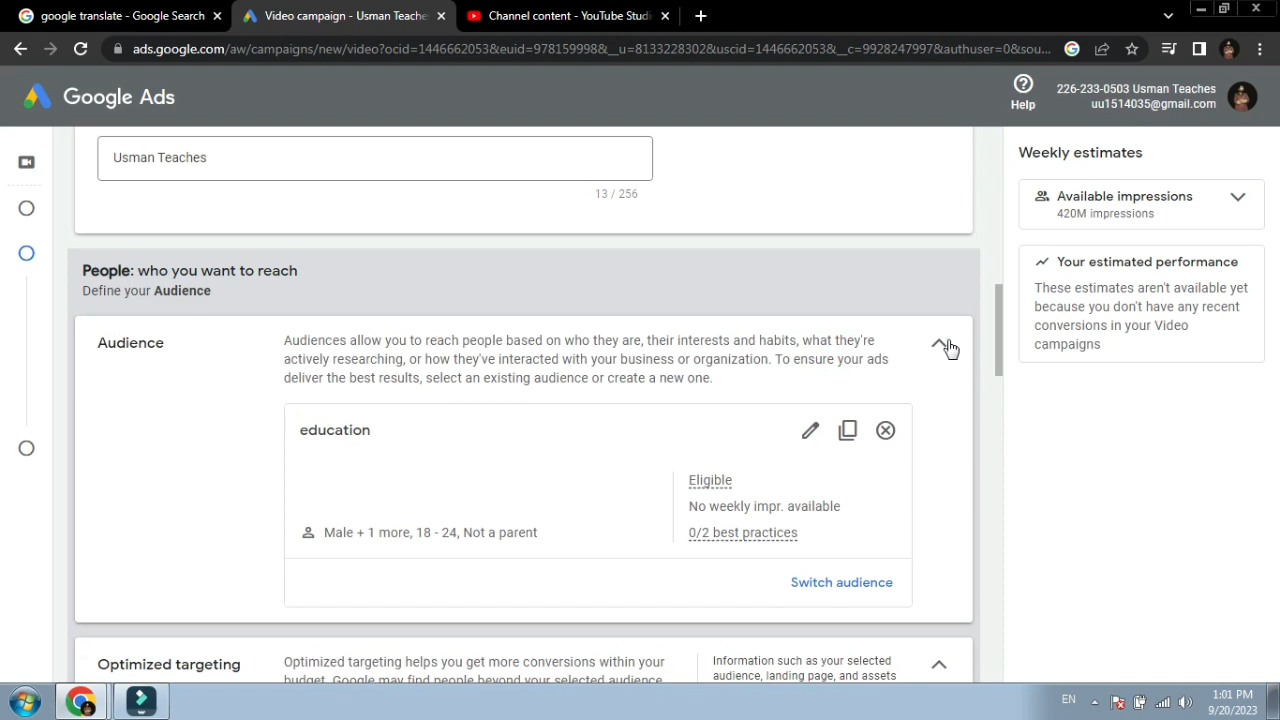 google translate - Google Search
Video campaign - Usman Teache
Channel content - YouTube Studi
ads.google.com/aw/campaigns/new/video?ocid=1446662053&euid=978159998&__u=8133228302&uscid=1446662053&__c=9928247997&authuser=0&sou...
Google Ads
Help
226-233-0503 Usman Teaches
uu1514035@gmail.com
Usman Teaches
13 / 256
People: who you want to reach
Define your Audience
Audience
Audiences allow you to reach people based on who they are, their interests and habits, what they're
actively researching, or how they've interacted with your business or organization. To ensure your ads
deliver the best results, select an existing audience or create a new one.
education
Eligible
No weekly impr. available
Male + 1 more, 18 - 24, Not a parent
0/2 best practices
Switch audience
Optimized targeting
Optimized targeting helps you get more conversions within your
budget. Google may find people beyond your selected audience
Information such as your selected
audience, landing page, and assets
Weekly estimates
Available impressions
420M impressions
Your estimated performance
These estimates aren't available yet
because you don't have any recent
conversions in your Video
campaigns
EN
1:01 PM
9/20/2023